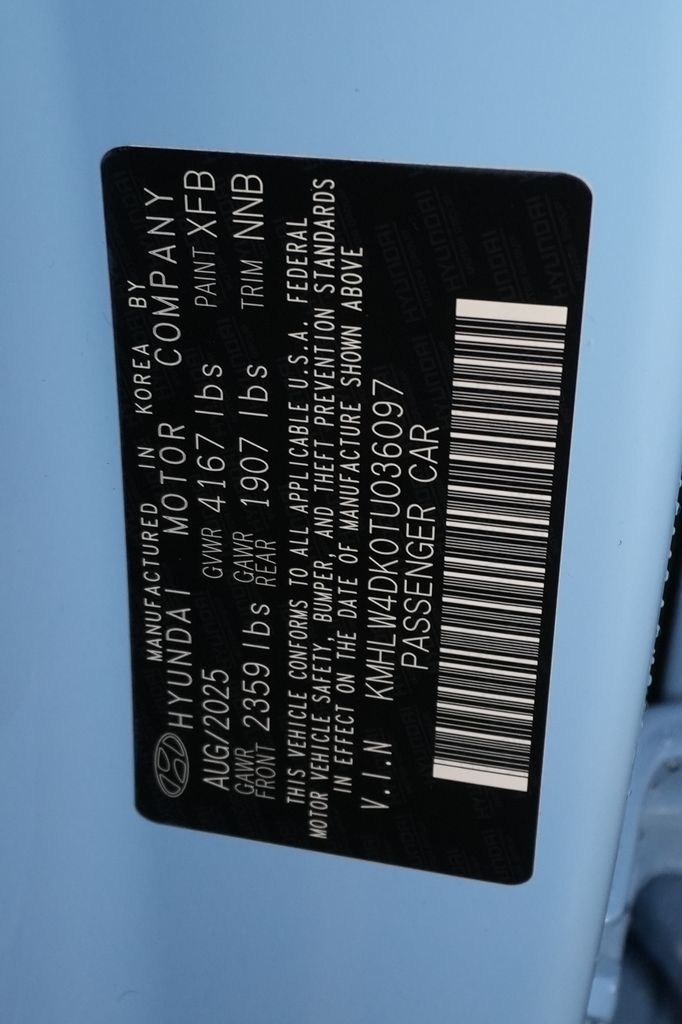 MANUFACTURED IN KOREA BY
HYUNDAI MOTOR COMPANY
AUG/2025 GVWR 4167 lbs PAINT XFB
GAWR FRONT 2359 lbs GAWR REAR 1907 lbs TRIM NNB
THIS VEHICLE CONFORMS TO ALL APPLICABLE U.S.A. FEDERAL
MOTOR VEHICLE SAFETY, BUMPER, AND THEFT PREVENTION STANDARDS
IN EFFECT ON THE DATE OF MANUFACTURE SHOWN ABOVE
V.I.N KMHLW4DK0TU036097
PASSENGER CAR